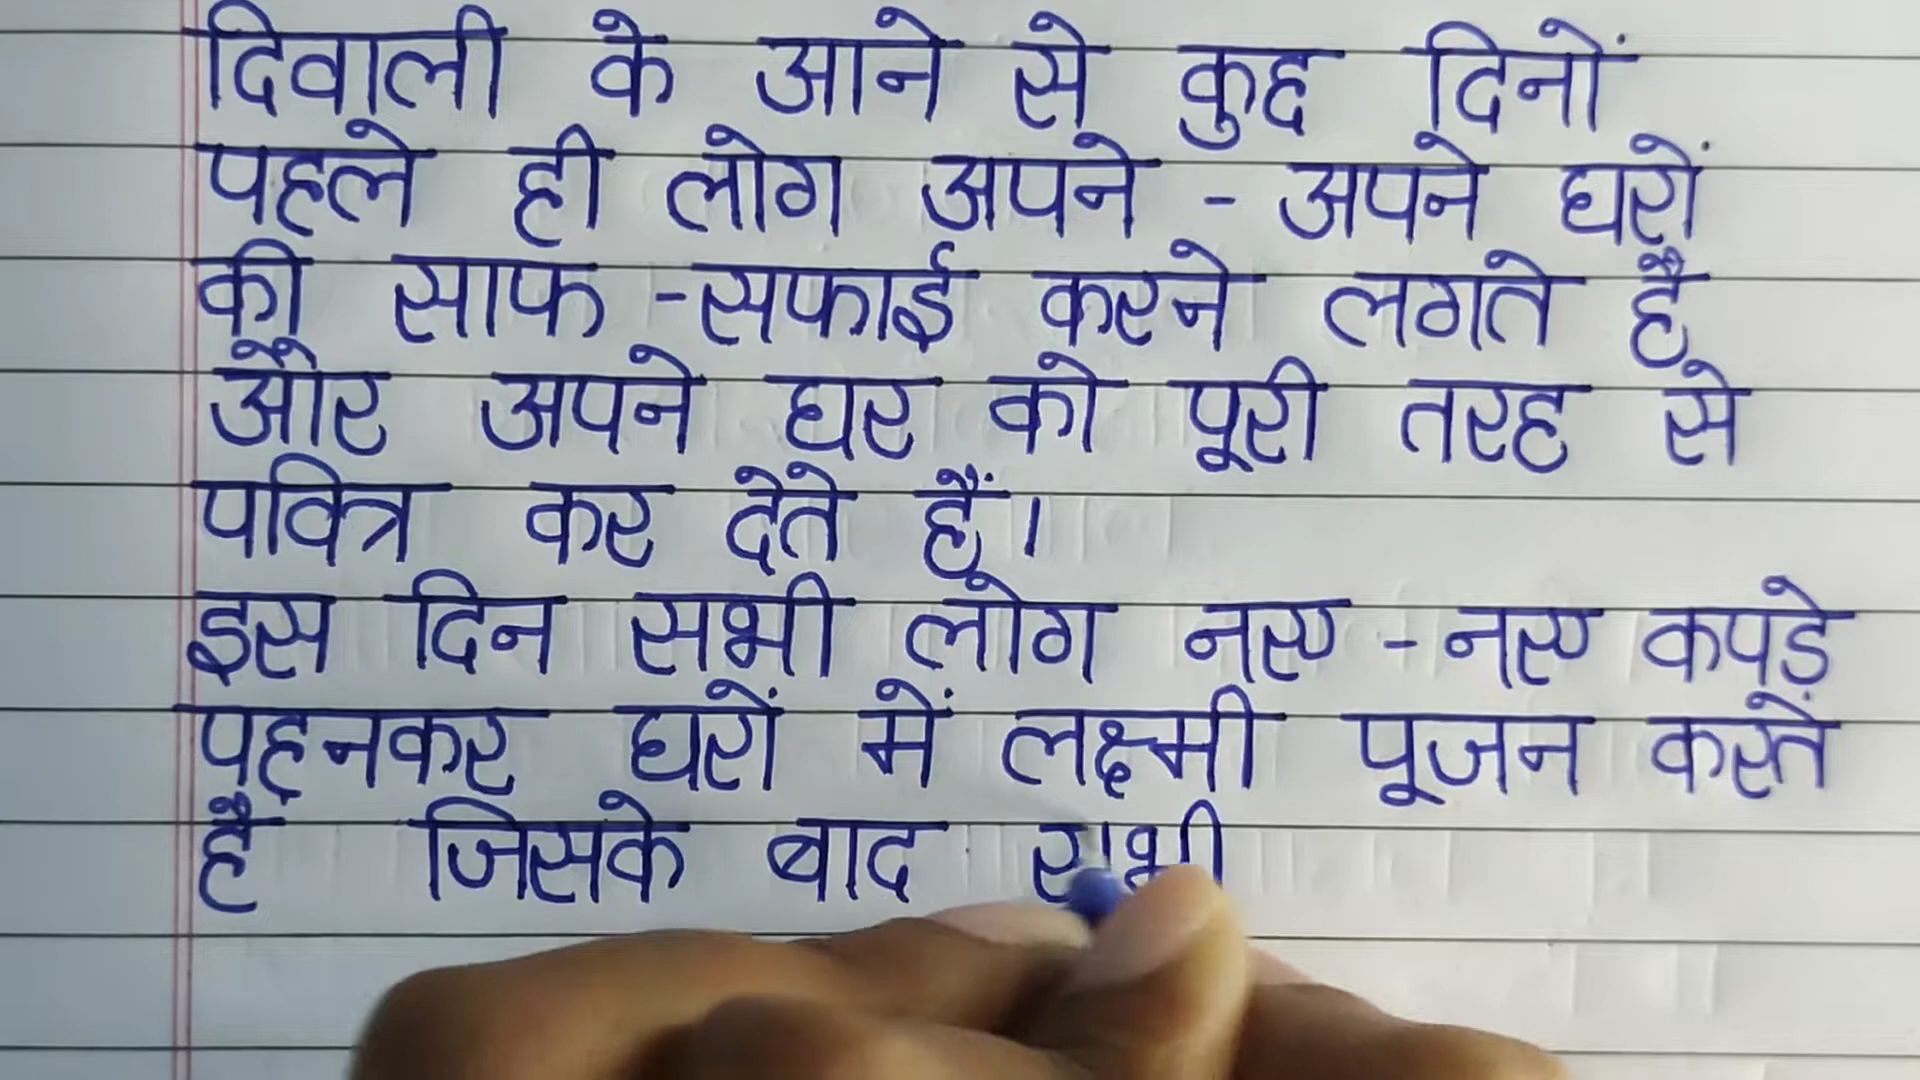 दिवाली के आने से कुछ दिनों
पहले ही लोग अपने - अपने घरों
की साफ -सफाई करने लगते है
और अपने घर को पूरी तरह से
पवित्र कर देते हैं।
इस दिन सभी लोग नए - नए कपड़े
पहनकर घरों में लक्ष्मी पूजन करते
है जिसके बाद सभी